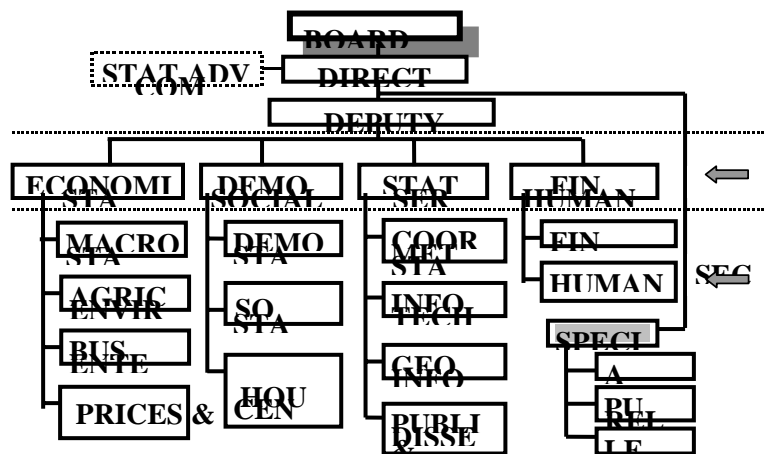 BOARD
STAT ADV
COM
DIRECT
DEPUTY
ECONOMI
STA
DEMO
SOCIAL
STAT
SER
FIN
HUMAN
MACRO
STA
AGRIC
ENVIR
BUS
ENTE
PRICES &
DEMO
STA
SO
STA
HOU
CEN
COOR
MET
STA
INFO
TECH
GEO
INFO
PUBLI
DISSE
&
FIN
HUMAN
SEC
SPECI
A
PU
REL
LE